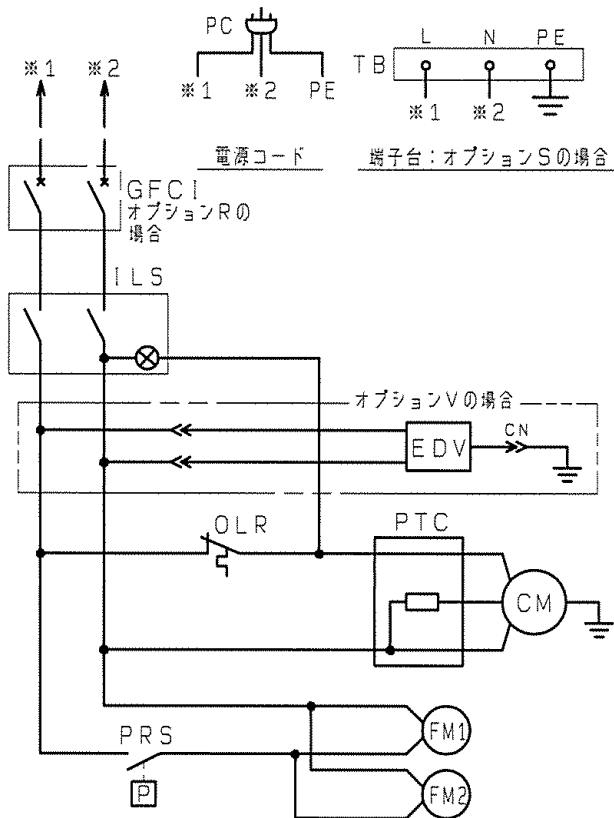 PC
※1 ※2 PE
電源コード
L N PE
TB
※1 ※2
端子台:オプションSの場合
※1 ※2
GFCI
オプションRの
場合
ILS
オプションVの場合
EDV
CN
OLR
PTC
CM
PRS
P
FM1
FM2